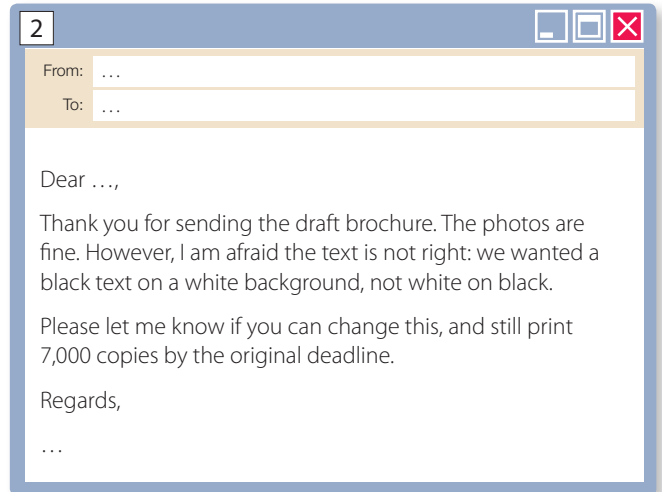 2
From: …
To: …
Dear …,
Thank you for sending the draft brochure. The photos are
fine. However, I am afraid the text is not right: we wanted a
black text on a white background, not white on black.
Please let me know if you can change this, and still print
7,000 copies by the original deadline.
Regards,
…